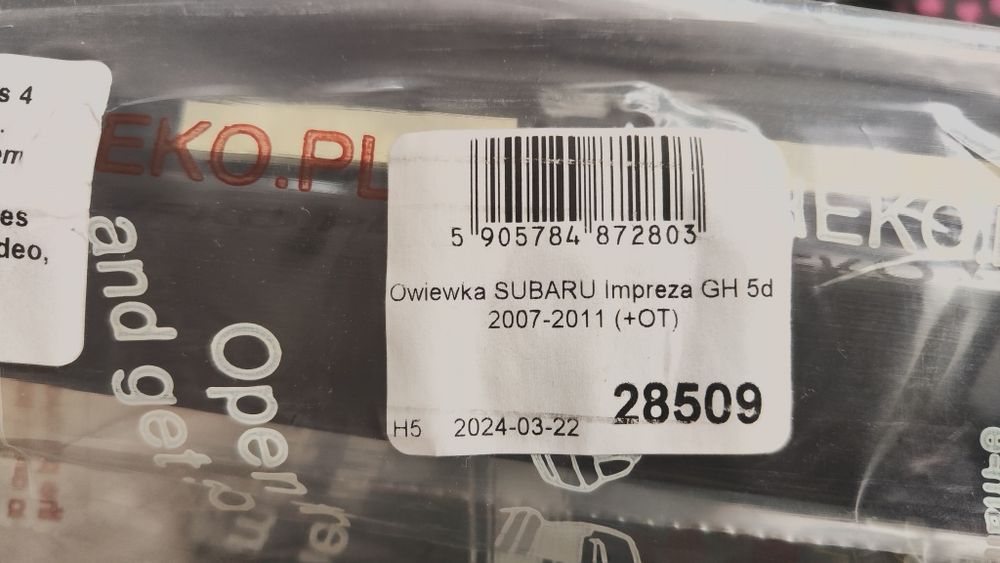 s 4
em
es
deo,
EKO.PL
and get
Open
5 905784 872803
Owiewka SUBARU Impreza GH 5d
2007-2011 (+OT)
28509
H5 2024-03-22
EKO